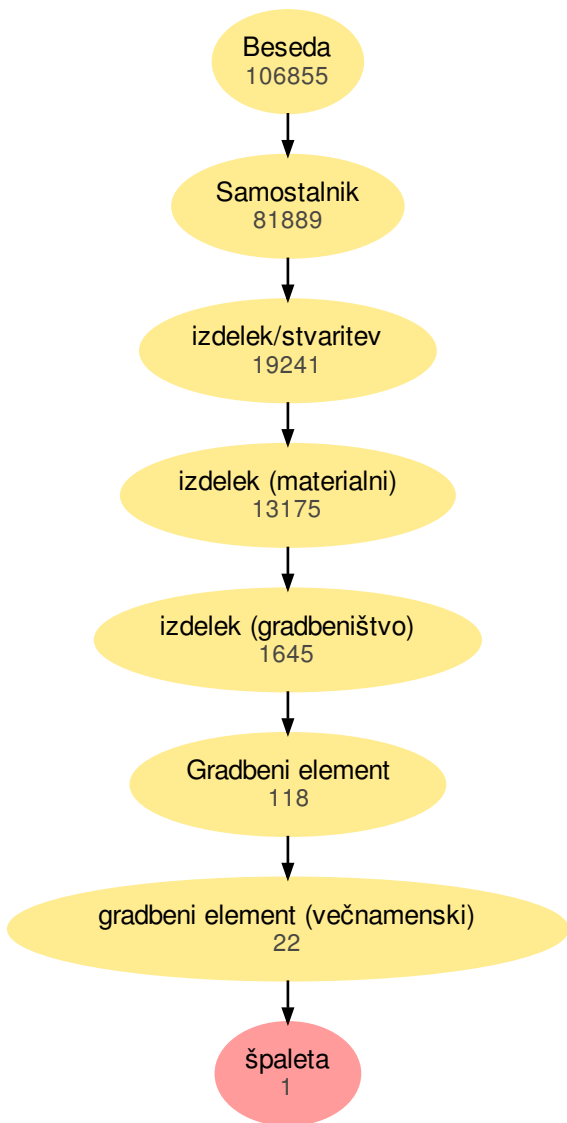 Beseda
106855
Samostalnik
81889
izdelek/stvaritev
19241
izdelek (materialni)
13175
izdelek (gradbeništvo)
1645
Gradbeni element
118
gradbeni element (večnamenski)
22
špaleta
1